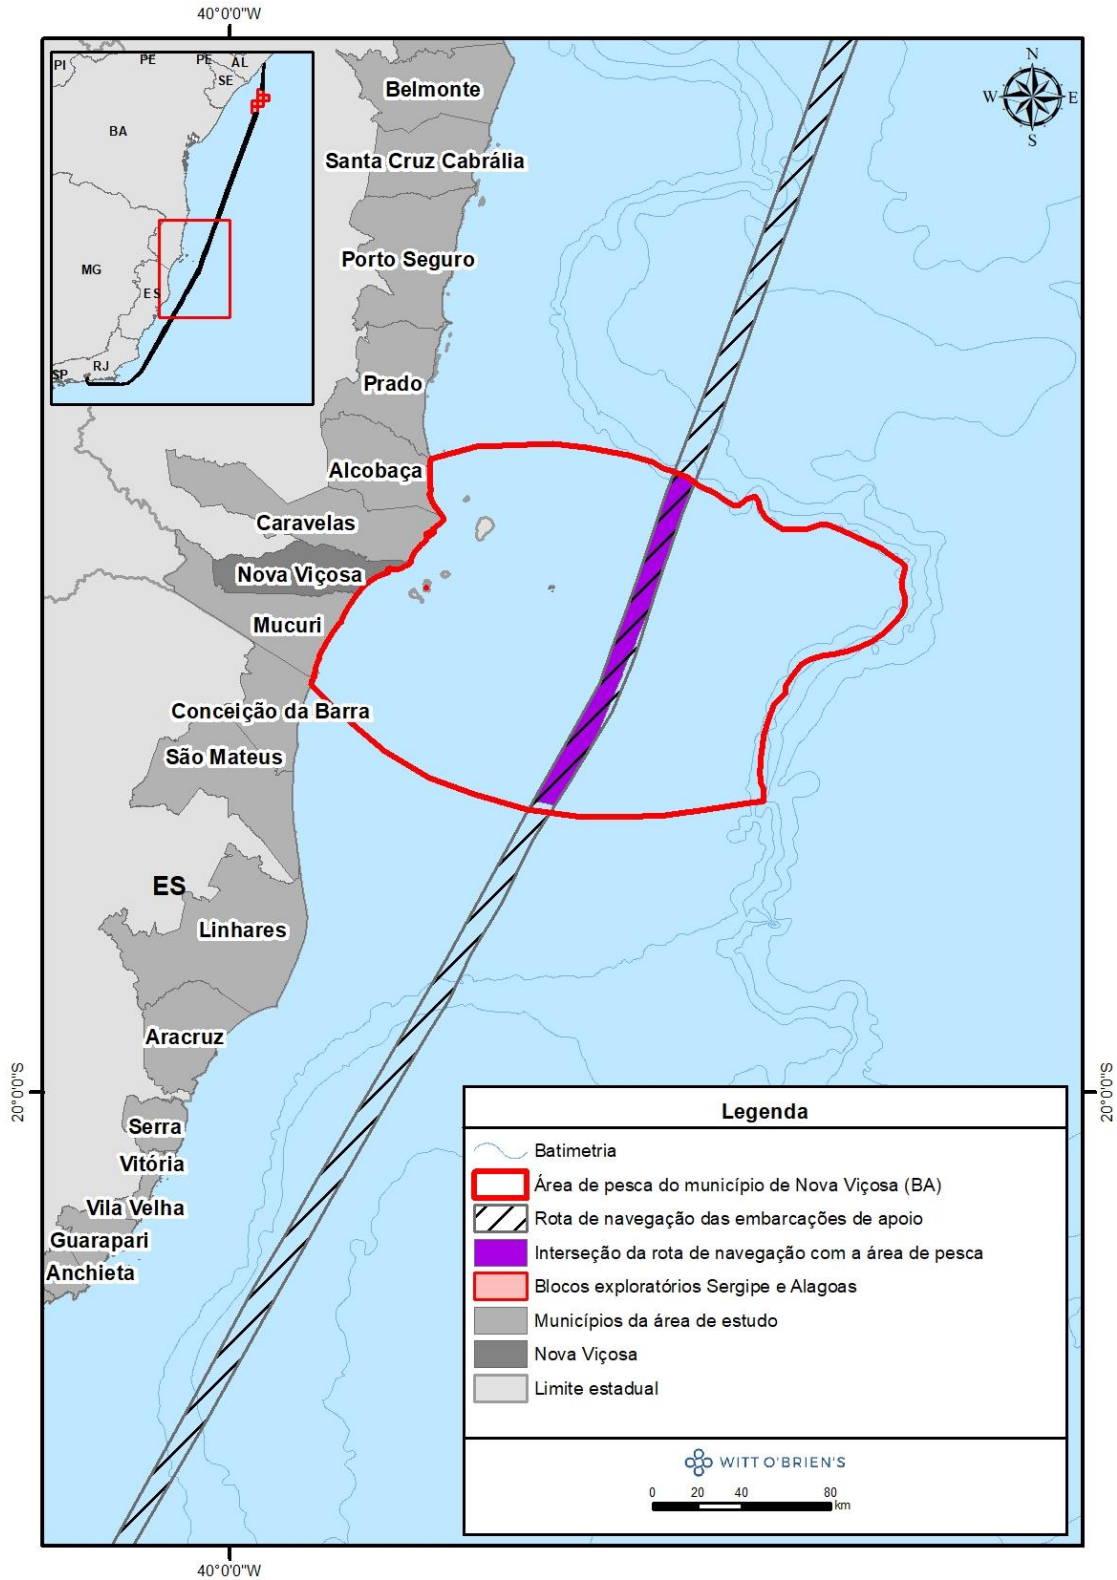 40°0'0"W
PI
PE
PE
AL
SE
BA
MG
ES
RJ
SP
N
W
E
S
Belmonte
Santa Cruz Cabrália
Porto Seguro
Prado
Alcobaça
Caravelas
Nova Viçosa
Mucuri
Conceição da Barra
São Mateus
ES
Linhares
Aracruz
20°0'0"S
20°0'0"S
Serra
Vitória
Vila Velha
Guarapari
Anchieta
Legenda
Batimetria
Área de pesca do município de Nova Viçosa (BA)
Rota de navegação das embarcações de apoio
Interseção da rota de navegação com a área de pesca
Blocos exploratórios Sergipe e Alagoas
Municípios da área de estudo
Nova Viçosa
Limite estadual
WITT O'BRIEN'S
0 20 40 80
km
40°0'0"W